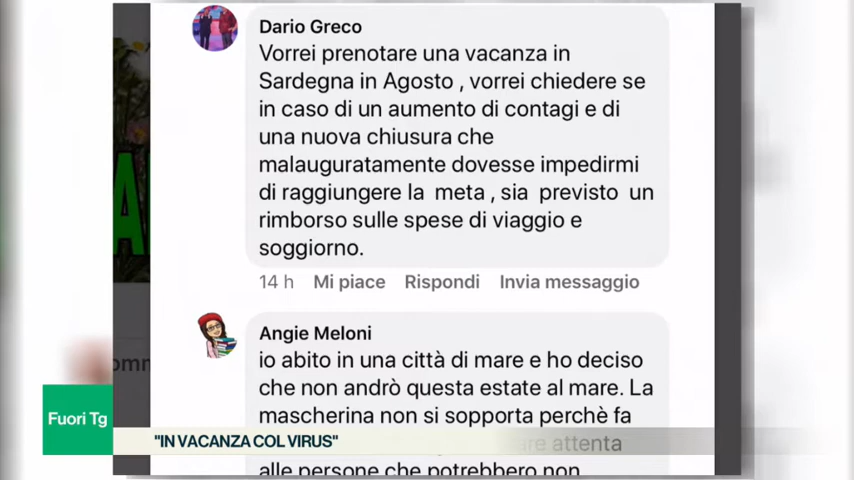 Dario Greco
Vorrei prenotare una vacanza in
Sardegna in Agosto , vorrei chiedere se
in caso di un aumento di contagi e di
una nuova chiusura che
malauguratamente dovesse impedirmi
di raggiungere la meta , sia previsto un
rimborso sulle spese di viaggio e
soggiorno.
14 h Mi piace Rispondi Invia messaggio
Angie Meloni
io abito in una città di mare e ho deciso
che non andrò questa estate al mare. La
mascherina non si sopporta perchè fa
attenta
alle persone che potrebbero non
Fuori Tg
"IN VACANZA COL VIRUS"